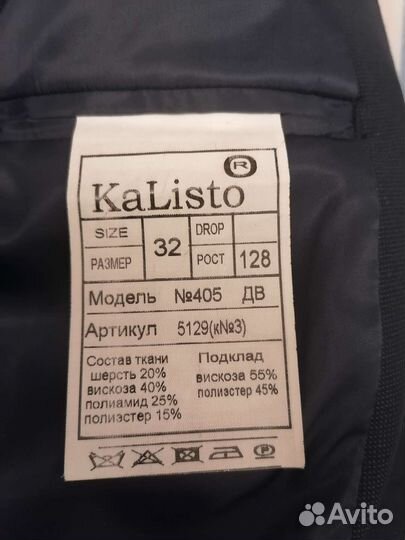 ®
KaListo
SIZE 32 DROP
РАЗМЕР РОСТ 128
Модель №405 ДВ
Артикул 5129(к№3)
Состав ткани Подклад
шерсть 20% вискоза 55%
вискоза 40% полиэстер 45%
полиамид 25%
полиэстер 15%
Avito